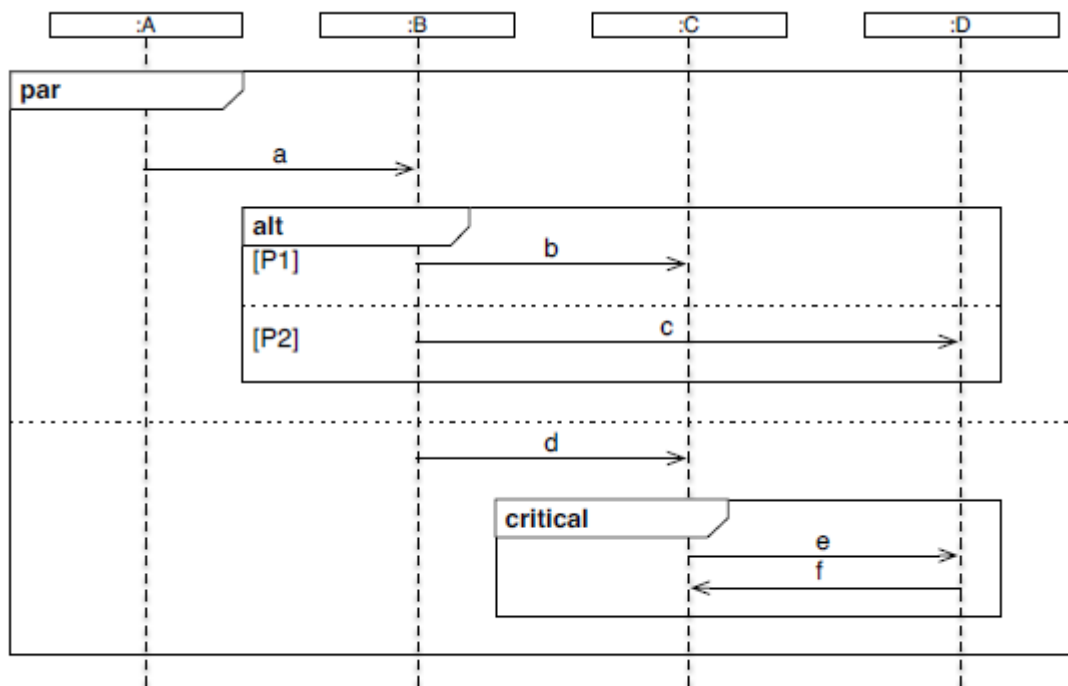 :A :B :C :D
par
a
alt
[P1] b
[P2] c
d
critical
e
f